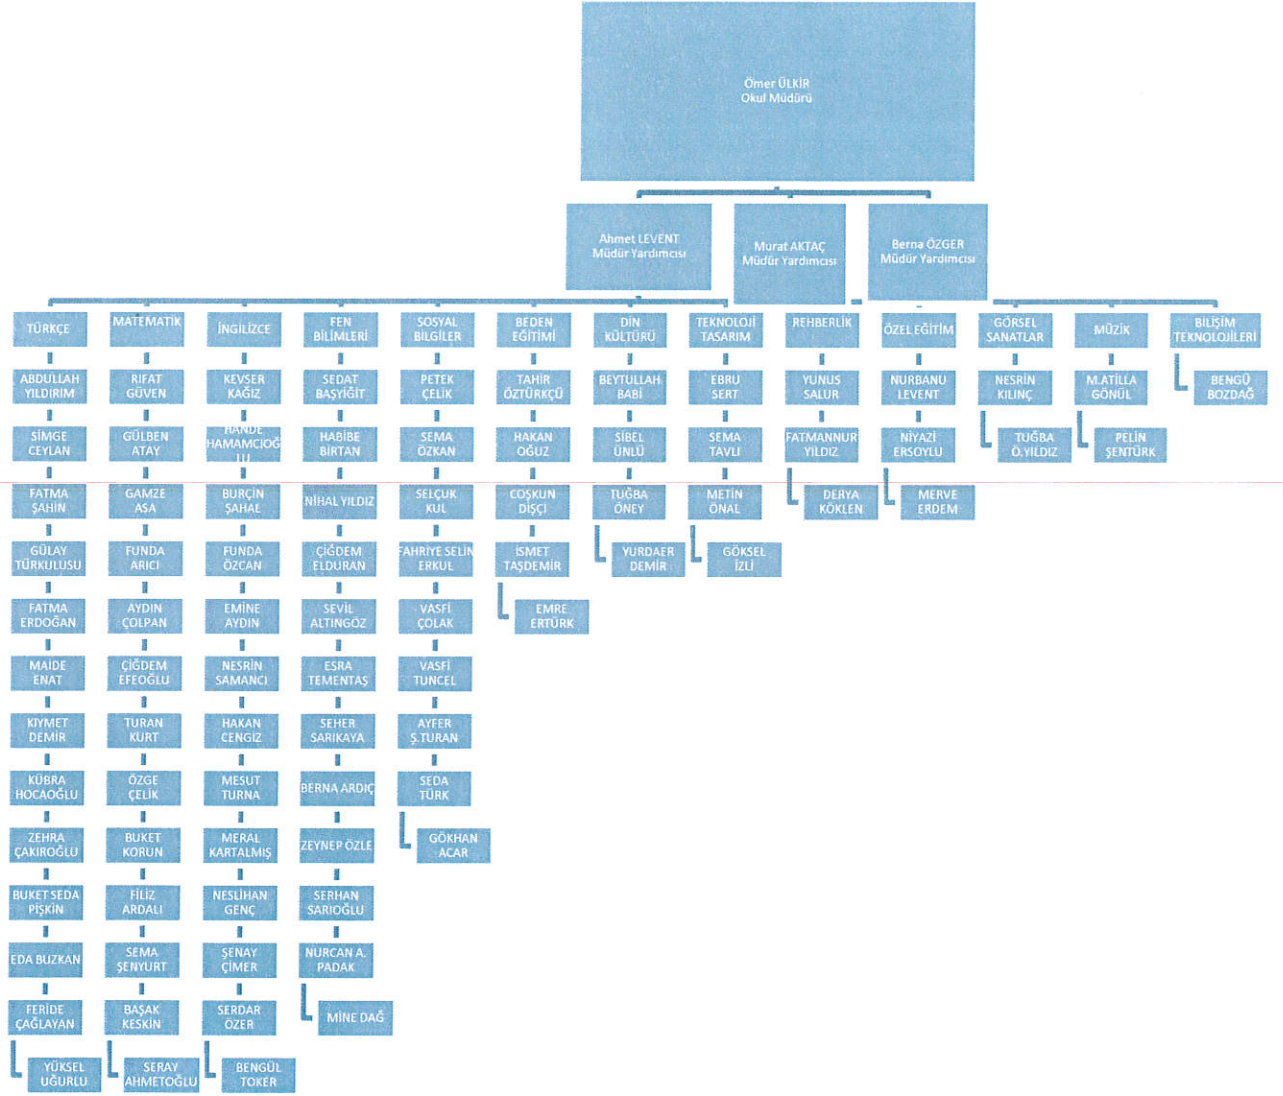 Ömer ÜLKİR
Okul Müdürü
Ahmet LEVENT
Müdür Yardımcısı
Murat AKTAÇ
Müdür Yardımcısı
Berna ÖZGER
Müdür Yardımcısı
TÜRKÇE
ABDULLAH
YILDIRIM
SİMGE
CEYLAN
FATMA
ŞAHİN
GÜLAY
TÜRKULUSU
FATMA
ERDOĞAN
MAİDE
ENAT
KIYMET
DEMİR
KÜBRA
HOCAOĞLU
ZEHRA
ÇAKIROĞLU
BUKET SEDA
PİŞKİN
EDA BUZKAN
FERİDE
ÇAĞLAYAN
YÜKSEL
UĞURLU
MATEMATİK
RIFAT
GÜVEN
GÜLBEN
ATAY
GAMZE
ASA
FUNDA
ARICI
AYDIN
ÇOLPAN
ÇİĞDEM
EFEOĞLU
TURAN
KURT
ÖZGE
ÇELİK
BUKET
KORUN
FİLİZ
ARDALI
SEMA
ŞENYURT
BAŞAK
KESKİN
SERAY
AHMETOĞLU
İNGİLİZCE
KEVSER
KAĞIZ
HANDE
HAMAMCIOĞ
LU
BURÇİN
ŞAHAL
FUNDA
ÖZCAN
EMİNE
AYDIN
NESRİN
SAMANCI
HAKAN
CENGİZ
MESUT
TURNA
MERAL
KARTALMIŞ
NESLİHAN
GENÇ
ŞENAY
ÇİMER
SERDAR
ÖZER
BENGÜL
TOKER
FEN
BİLİMLERİ
SEDAT
BAŞYİĞİT
HABİBE
BİRTAN
NİHAL YILDIZ
ÇİĞDEM
ELDURAN
SEVİL
ALTINGÖZ
ESRA
TEMENTAŞ
SEHER
SARIKAYA
BERNA ARDIÇ
ZEYNEP ÖZLE
SERHAN
SARIOĞLU
NURCAN A.
PADAK
MİNE DAĞ
SOSYAL
BİLGİLER
PETEK
ÇELİK
SEMA
ÖZKAN
SELÇUK
KUL
FAHRİYE SELİN
ERKUL
VASFİ
ÇOLAK
VASFİ
TUNCEL
AYFER
Ş.TURAN
SEDA
TÜRK
GÖKHAN
ACAR
BEDEN
EĞİTİMİ
TAHİR
ÖZTÜRKÇÜ
HAKAN
OĞUZ
COŞKUN
DİŞÇİ
İSMET
TAŞDEMİR
EMRE
ERTÜRK
DİN
KÜLTÜRÜ
BEYTULLAH
BABİ
SİBEL
ÜNLÜ
TUĞBA
ÖNEY
YURDAER
DEMİR
TEKNOLOJİ
TASARIM
EBRU
SERT
SEMA
TAVLI
METİN
ÖNAL
GÖKSEL
İZLİ
REHBERLİK
YUNUS
SALUR
FATMANNUR
YILDIZ
DERYA
KÖKLEN
ÖZEL EĞİTİM
NURBANU
LEVENT
NİYAZİ
ERSOYLU
MERVE
ERDEM
GÖRSEL
SANATLAR
NESRİN
KILINÇ
TUĞBA
Ö.YILDIZ
MÜZİK
M.ATİLLA
GÖNÜL
PELİN
ŞENTÜRK
BİLİŞİM
TEKNOLOJİLERİ
BENGÜ
BOZDAĞ